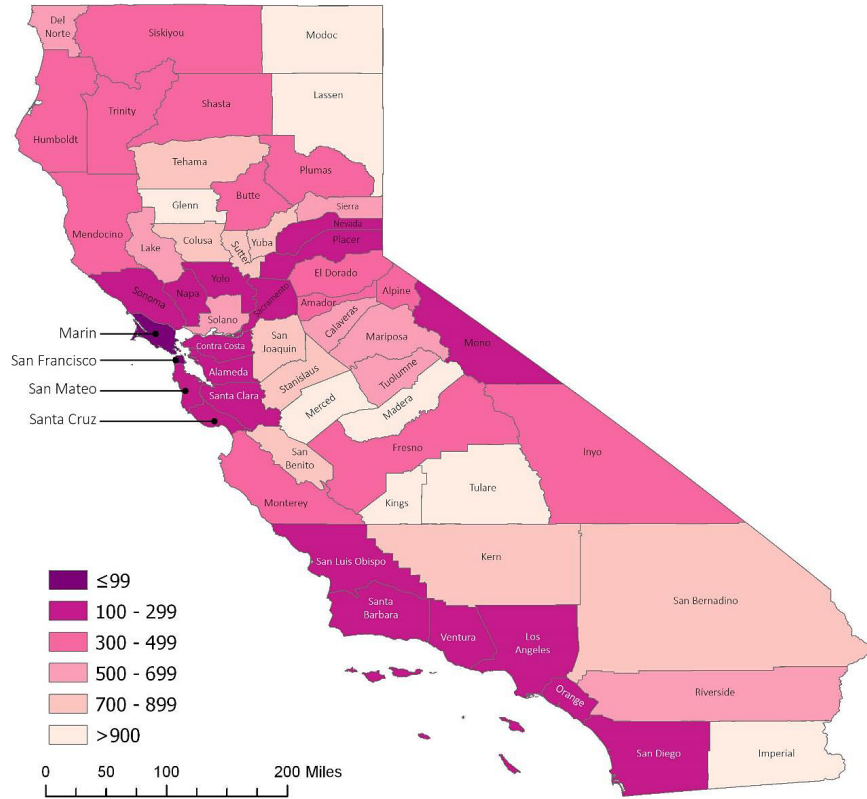 Del
Norte
Siskiyou
Modoc
Lassen
Shasta
Trinity
Humboldt
Tehama
Plumas
Butte
Glenn
Sierra
Mendocino
Nevada
Colusa
Yuba
Placer
Sutter
Lake
El Dorado
Yolo
Alpine
Sonoma
Napa
Sacramento
Amador
Solano
Calaveras
Marin
San
Joaquin
Mariposa
Mono
Contra Costa
San Francisco
Alameda
Tuolumne
Stanislaus
San Mateo
Santa Clara
Merced
Madera
Santa Cruz
Fresno
Inyo
San
Benito
Tulare
Kings
Monterey
Kern
San Luis Obispo
San Bernadino
Santa
Barbara
Ventura
Los
Angeles
Orange
Riverside
San Diego
Imperial
≤99
100 - 299
300 - 499
500 - 699
700 - 899
>900
0 50 100 200 Miles